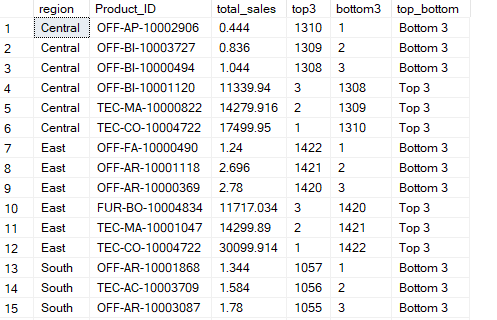 region Product_ID total_sales top3 bottom3 top_bottom
1 Central OFF-AP-10002906 0.444 1310 1 Bottom 3
2 Central OFF-BI-10003727 0.836 1309 2 Bottom 3
3 Central OFF-BI-10000494 1.044 1308 3 Bottom 3
4 Central OFF-BI-10001120 11339.94 3 1308 Top 3
5 Central TEC-MA-10000822 14279.916 2 1309 Top 3
6 Central TEC-CO-10004722 17499.95 1 1310 Top 3
7 East OFF-FA-10000490 1.24 1422 1 Bottom 3
8 East OFF-AR-10001118 2.696 1421 2 Bottom 3
9 East OFF-AR-10000369 2.78 1420 3 Bottom 3
10 East FUR-BO-10004834 11717.034 3 1420 Top 3
11 East TEC-MA-10001047 14299.89 2 1421 Top 3
12 East TEC-CO-10004722 30099.914 1 1422 Top 3
13 South OFF-AR-10001868 1.344 1057 1 Bottom 3
14 South TEC-AC-10003709 1.584 1056 2 Bottom 3
15 South OFF-AR-10003087 1.78 1055 3 Bottom 3